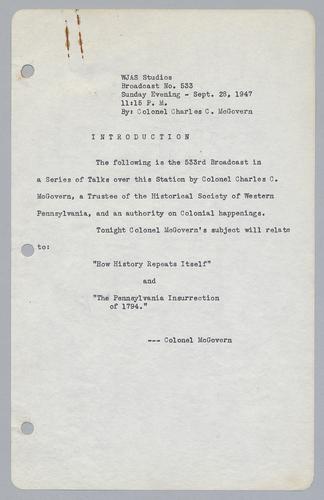 WJAS Studios
Broadcast No. 533
Sunday Evening - Sept. 28, 1947
11:15 P. M.
By: Colonel Charles C. McGovern
INTRODUCTION
The following is the 533rd Broadcast in
a Series of Talks over this Station by Colonel Charles C.
McGovern, a Trustee of the Historical Society of Western
Pennsylvania, and an authority on Colonial happenings.
Tonight Colonel McGovern's subject will relate
to:
"How History Repeats Itself"
and
"The Pennsylvania Insurrection
of 1794."
--- Colonel McGovern